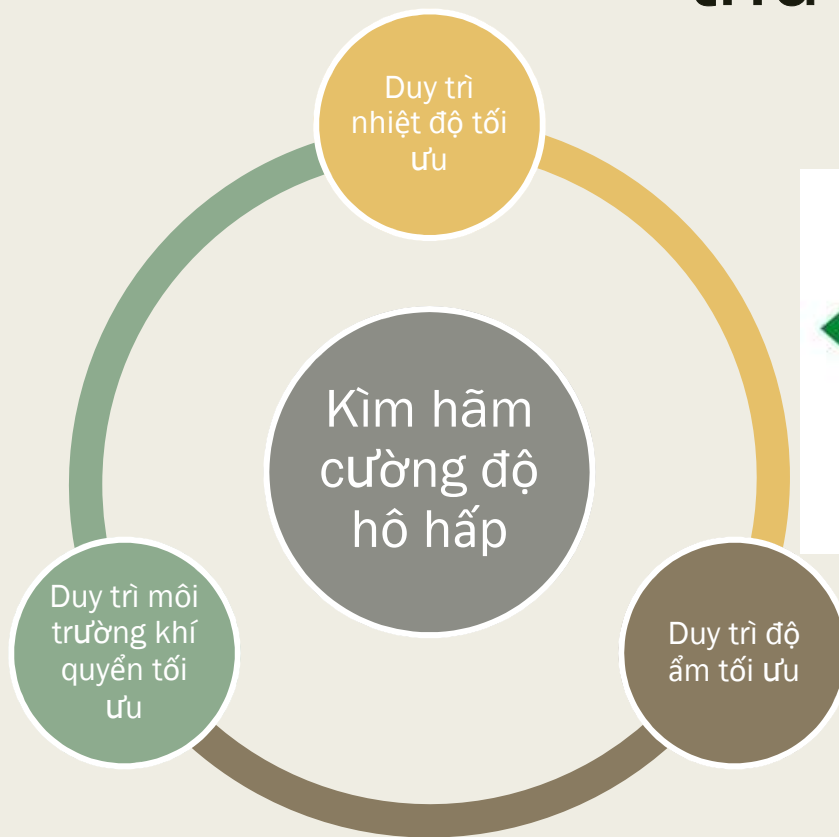 Duy trì
nhiệt độ tối
ưu
Kìm hãm
cường độ
hô hấp
Duy trì môi
trường khí
quyển tối
ưu
Duy trì độ
ẩm tối ưu